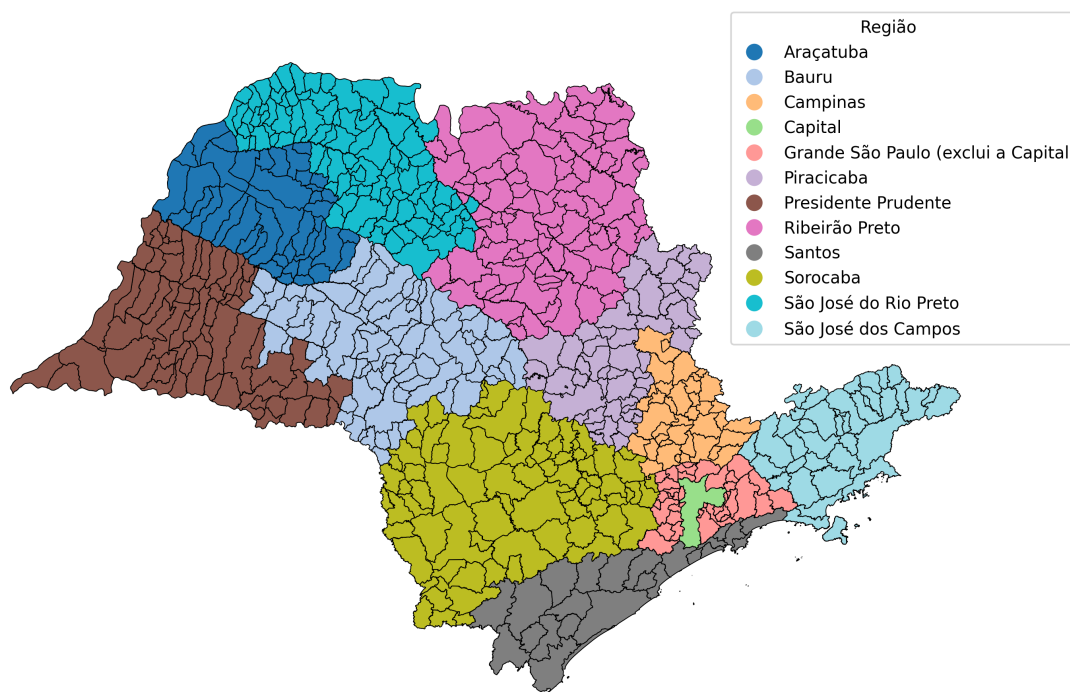 Região
Araçatuba
Bauru
Campinas
Capital
Grande São Paulo (exclui a Capital
Piracicaba
Presidente Prudente
Ribeirão Preto
Santos
Sorocaba
São José do Rio Preto
São José dos Campos